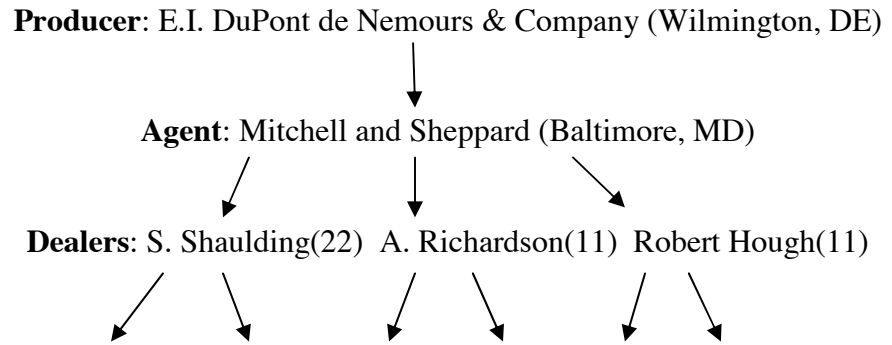 Producer: E.I. DuPont de Nemours & Company (Wilmington, DE)
Agent: Mitchell and Sheppard (Baltimore, MD)
Dealers: S. Shaulding(22) A. Richardson(11) Robert Hough(11)